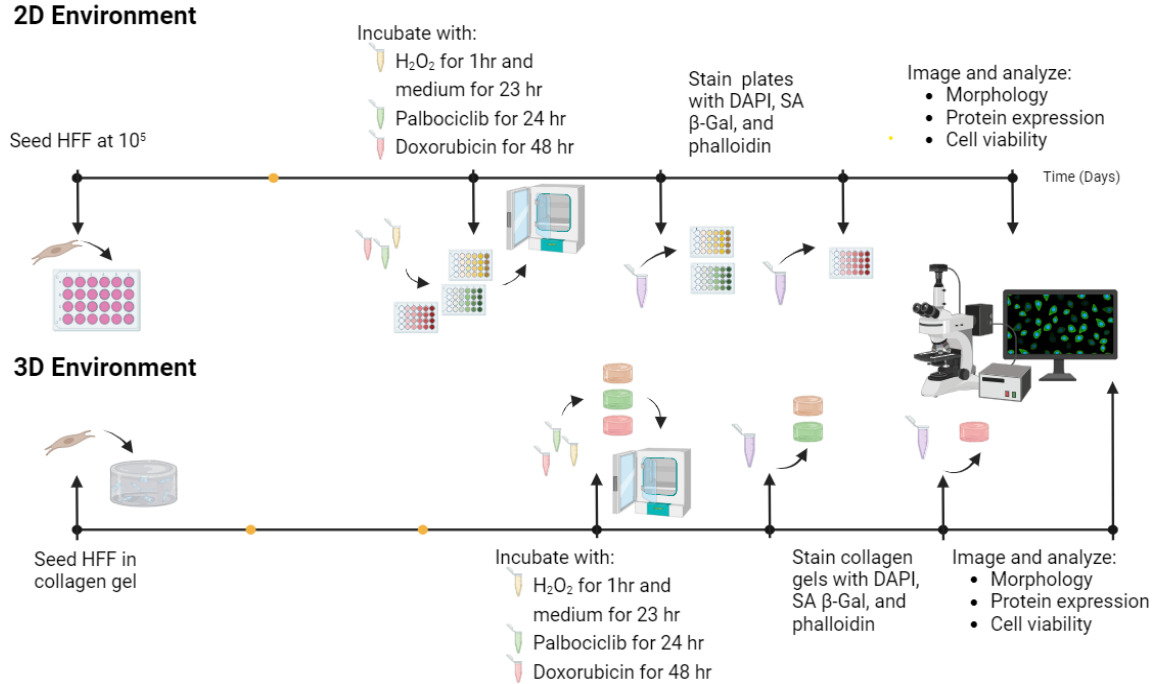 2D Environment
Incubate with:
H₂O₂ for 1hr and
medium for 23 hr
Palbociclib for 24 hr
Doxorubicin for 48 hr
Stain plates
with DAPI, SA
β-Gal, and
phalloidin
Image and analyze:
• Morphology
• Protein expression
• Cell viability
Seed HFF at 10⁵
Time (Days)
3D Environment
Seed HFF in
collagen gel
Incubate with:
H₂O₂ for 1hr and
medium for 23 hr
Palbociclib for 24 hr
Doxorubicin for 48 hr
Stain collagen
gels with DAPI,
SA β-Gal, and
phalloidin
Image and analyze:
• Morphology
• Protein expression
• Cell viability